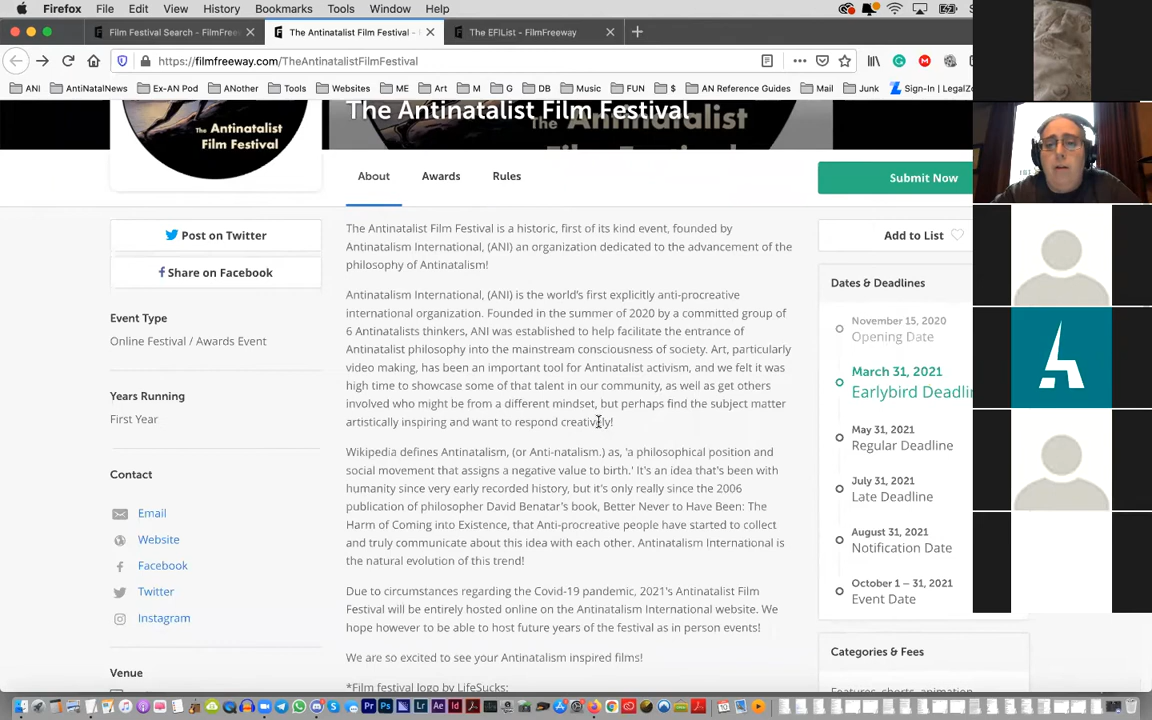 Firefox File Edit View History Bookmarks Tools Window Help
Film Festival Search - FilmFree
The Antinatalist Film Festival -
The EFIList - FilmFreeway
https://filmfreeway.com/TheAntinatalistFilmFestival
ANI AntiNatalNews Ex-AN Pod ANother Tools Websites ME Art M G DB Music FUN $ AN Reference Guides Mail Junk Sign-In | LegalZo
The Antinatalist
Film Festival
The Antinatalist Film Festival
The Antinatalist
Film Festival
About Awards Rules
Submit Now
Post on Twitter
Share on Facebook
Add to List
Event Type
Online Festival / Awards Event
Years Running
First Year
Contact
Email
Website
Facebook
Twitter
Instagram
Venue
The Antinatalist Film Festival is a historic, first of its kind event, founded by
Antinatalism International, (ANI) an organization dedicated to the advancement of the
philosophy of Antinatalism!
Antinatalism International, (ANI) is the world's first explicitly anti-procreative
international organization. Founded in the summer of 2020 by a committed group of
6 Antinatalists thinkers, ANI was established to help facilitate the entrance of
Antinatalist philosophy into the mainstream consciousness of society. Art, particularly
video making, has been an important tool for Antinatalist activism, and we felt it was
high time to showcase some of that talent in our community, as well as get others
involved who might be from a different mindset, but perhaps find the subject matter
artistically inspiring and want to respond creatively!
Wikipedia defines Antinatalism, (or Anti-natalism.) as, 'a philosophical position and
social movement that assigns a negative value to birth.' It's an idea that's been with
humanity since very early recorded history, but it's only really since the 2006
publication of philosopher David Benatar's book, Better Never to Have Been: The
Harm of Coming into Existence, that Anti-procreative people have started to collect
and truly communicate about this idea with each other. Antinatalism International is
the natural evolution of this trend!
Due to circumstances regarding the Covid-19 pandemic, 2021's Antinatalist Film
Festival will be entirely hosted online on the Antinatalism International website. We
hope however to be able to host future years of the festival as in person events!
We are so excited to see your Antinatalism inspired films!
*Film festival logo by LifeSucks:
Dates & Deadlines
November 15, 2020
Opening Date
March 31, 2021
Earlybird Deadlin
May 31, 2021
Regular Deadline
July 31, 2021
Late Deadline
August 31, 2021
Notification Date
October 1 – 31, 2021
Event Date
Categories & Fees
Features, shorts, animation